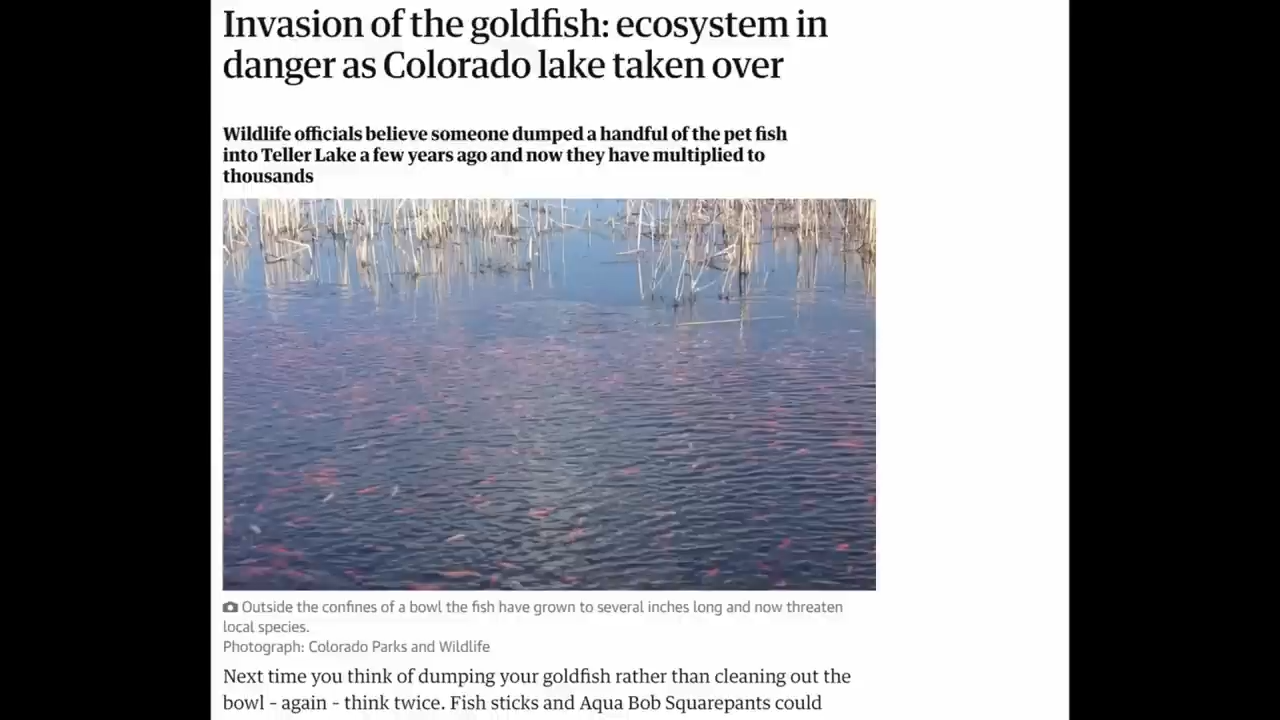 Invasion of the goldfish: ecosystem in
danger as Colorado lake taken over
Wildlife officials believe someone dumped a handful of the pet fish
into Teller Lake a few years ago and now they have multiplied to
thousands
Outside the confines of a bowl the fish have grown to several inches long and now threaten
local species.
Photograph: Colorado Parks and Wildlife
Next time you think of dumping your goldfish rather than cleaning out the
bowl – again – think twice. Fish sticks and Aqua Bob Squarepants could